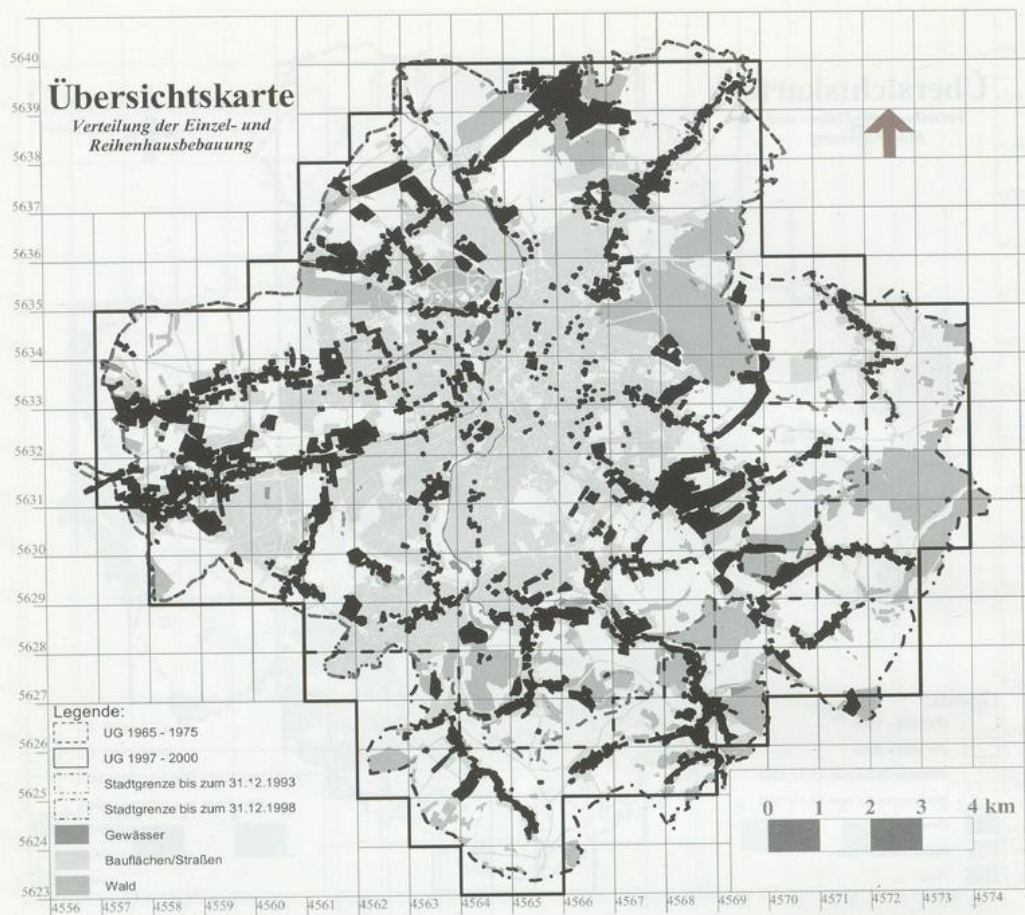 Übersichtskarte
Verteilung der Einzel- und
Reihenhausbebauung
5640
5639
5638
5637
5636
5635
5634
5633
5632
5631
5630
5629
5628
5627
5626
5625
5624
5623
Legende:
UG 1965 - 1975
UG 1997 - 2000
Stadtgrenze bis zum 31.12.1993
Stadtgrenze bis zum 31.12.1998
Gewässer
Bauflächen/Straßen
Wald
0 1 2 3 4 km
4556 4557 4558 4559 4560 4561 4562 4563 4564 4565 4566 4567 4568 4569 4570 4571 4572 4573 4574